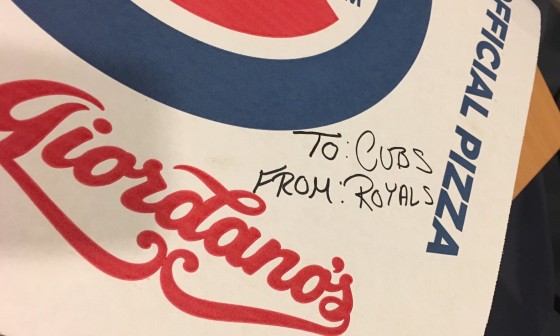 OFFICIAL PIZZA
TO: CUBS
FROM: ROYALS
Giordano's